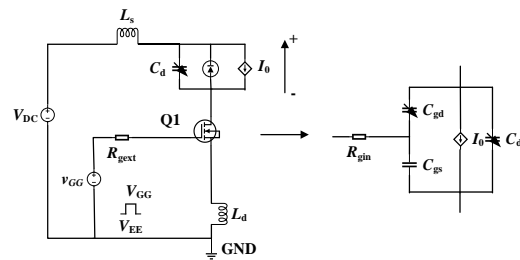 Ls
+
Cd
I0
-
VDC
Q1
Rgext
vGG
VGG
VEE
Ld
GND
Cgd
Rgin
I0
Cd
Cgs